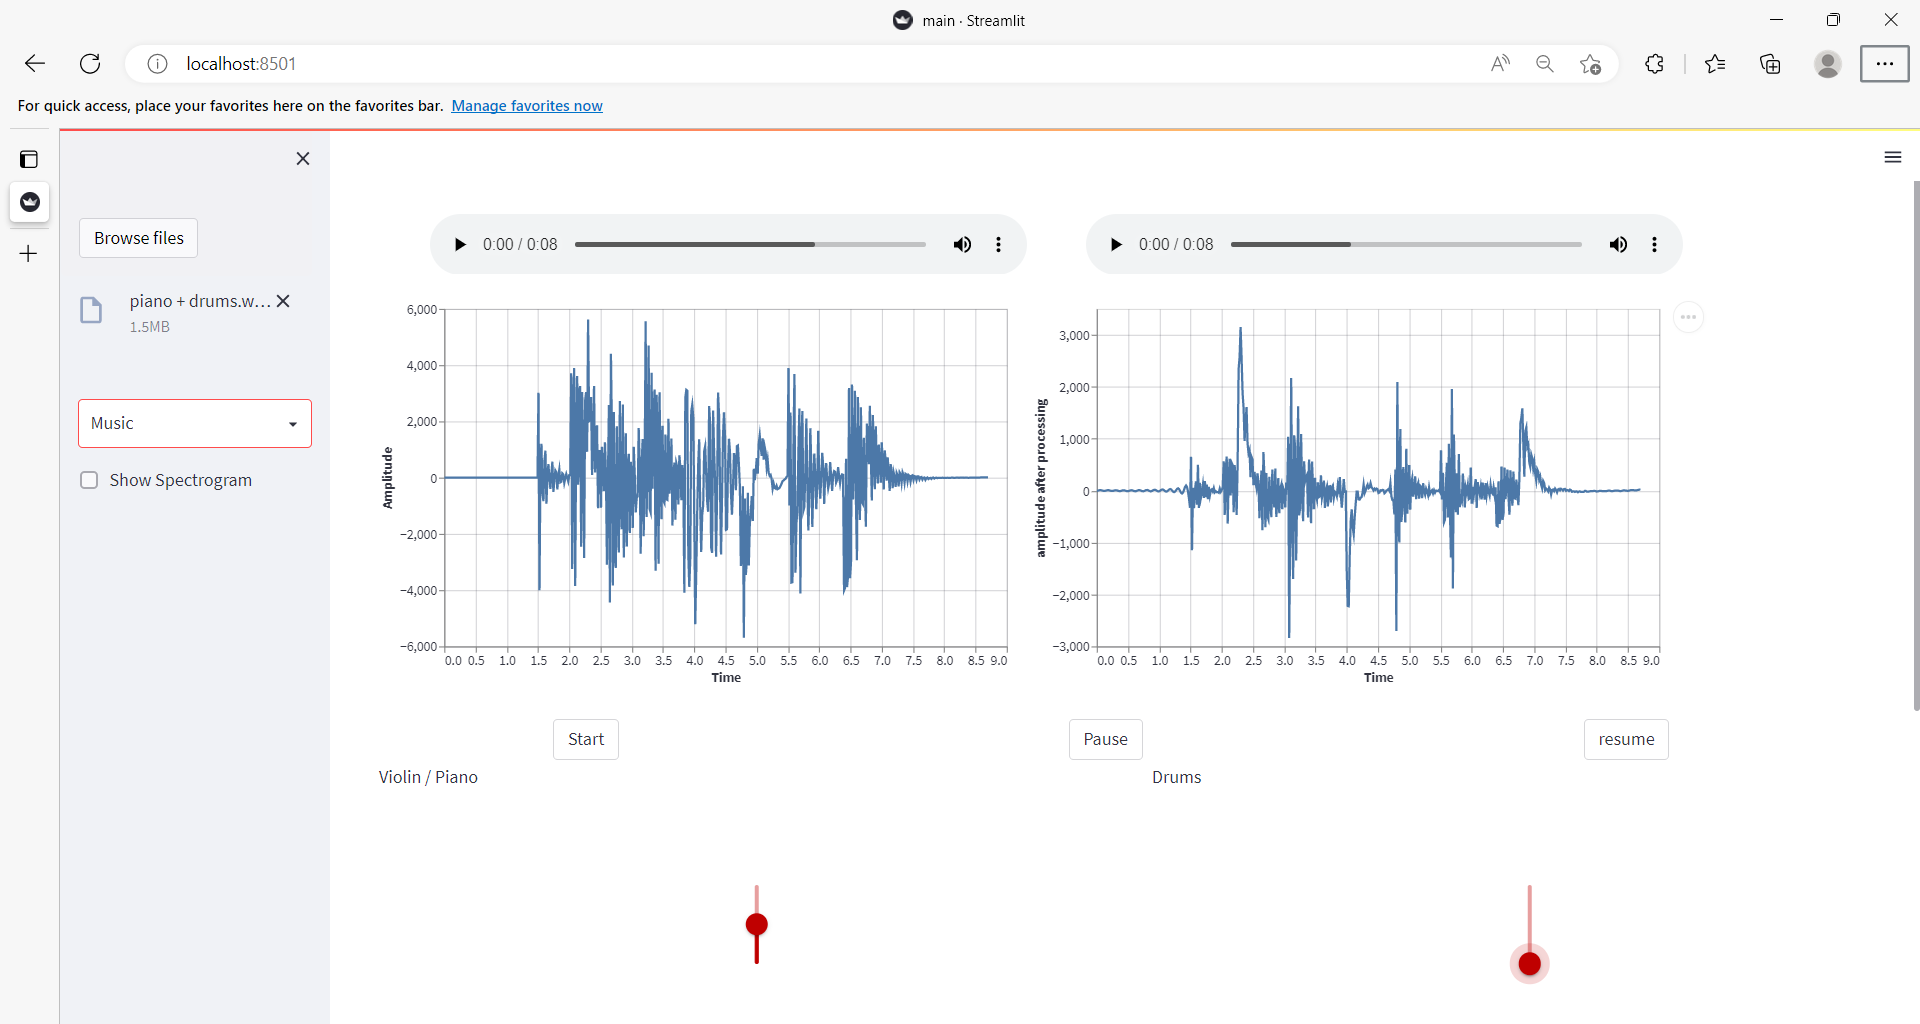 main · Streamlit
localhost:8501
For quick access, place your favorites here on the favorites bar. Manage favorites now
Browse files
piano + drums.w...
1.5MB
Music
Show Spectrogram
0:00 / 0:08
0:00 / 0:08
Amplitude
6,000
4,000
2,000
0
−2,000
−4,000
−6,000
0.0 0.5 1.0 1.5 2.0 2.5 3.0 3.5 4.0 4.5 5.0 5.5 6.0 6.5 7.0 7.5 8.0 8.5 9.0
Time
amplitude after processing
3,000
2,000
1,000
0
−1,000
−2,000
−3,000
0.0 0.5 1.0 1.5 2.0 2.5 3.0 3.5 4.0 4.5 5.0 5.5 6.0 6.5 7.0 7.5 8.0 8.5 9.0
Time
Start
Pause
resume
Violin / Piano
Drums